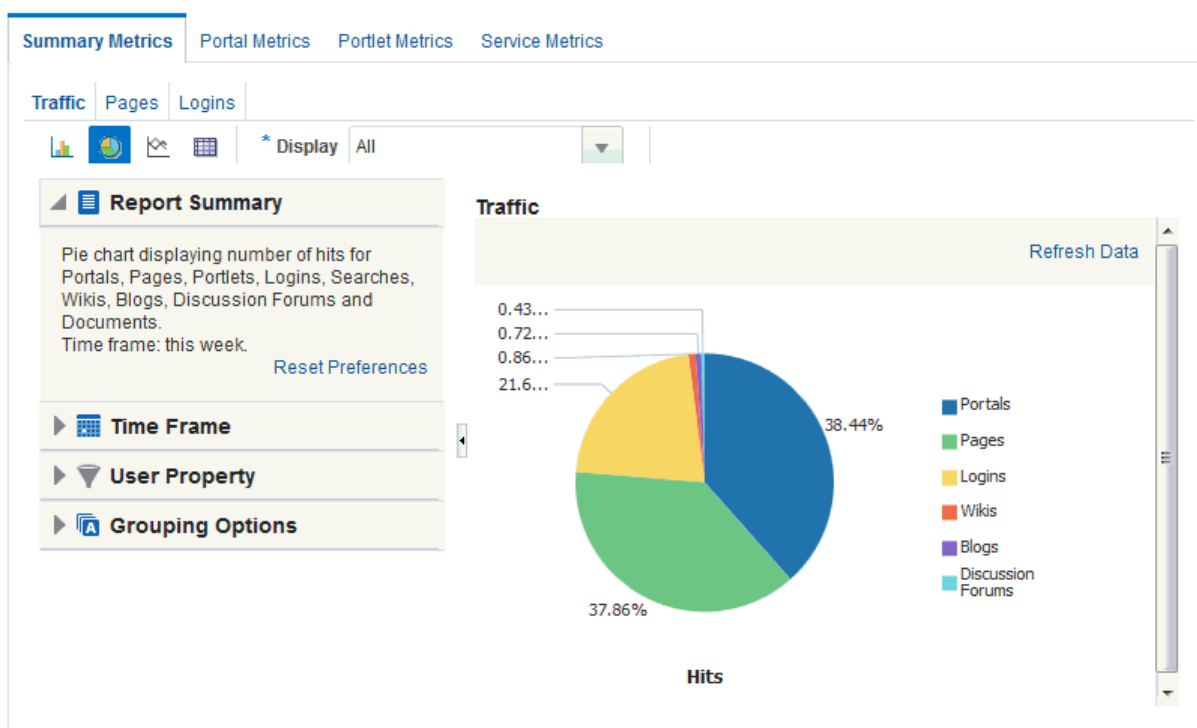 Summary Metrics Portal Metrics Portlet Metrics Service Metrics
Traffic Pages Logins
* Display All
Report Summary
Pie chart displaying number of hits for
Portals, Pages, Portlets, Logins, Searches,
Wikis, Blogs, Discussion Forums and
Documents.
Time frame: this week.
Reset Preferences
Time Frame
User Property
Grouping Options
Traffic
Refresh Data
0.43...
0.72...
0.86...
21.6...
38.44%
37.86%
Portals
Pages
Logins
Wikis
Blogs
Discussion
Forums
Hits